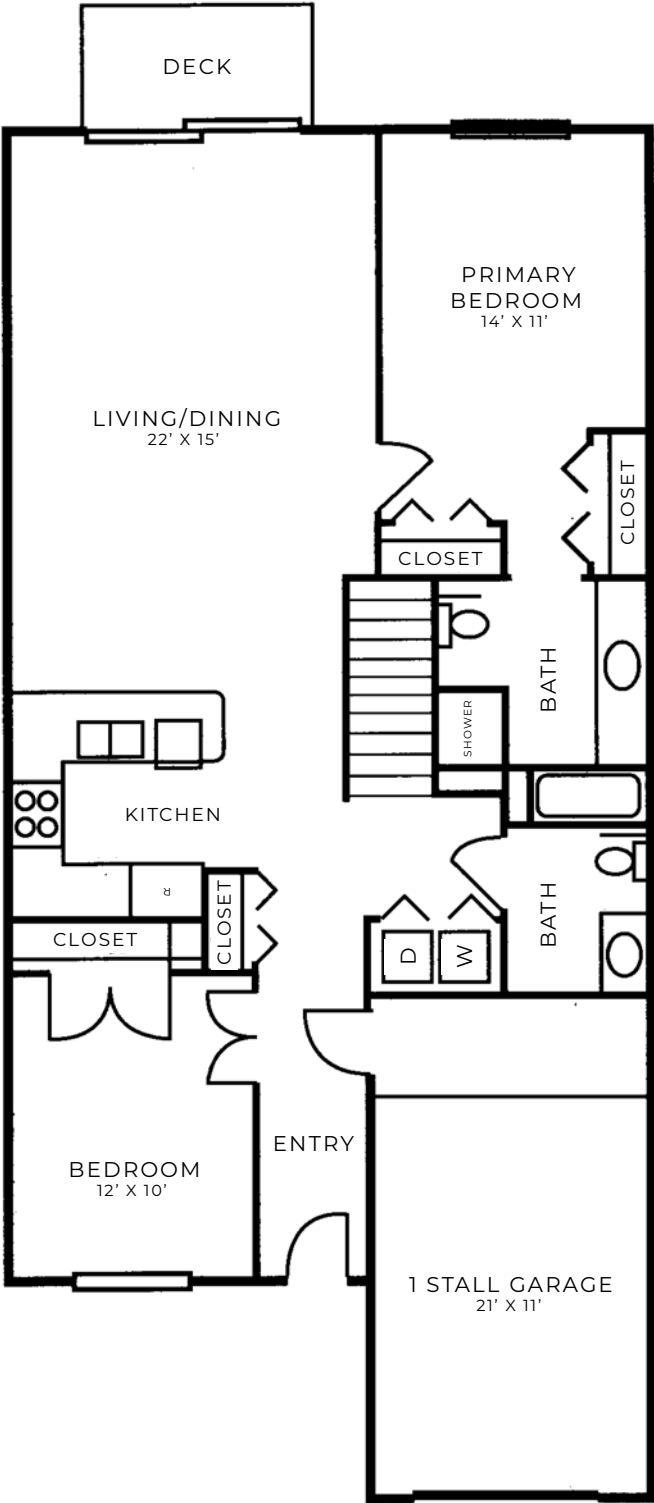 DECK
PRIMARY
BEDROOM
14’ X 11’
LIVING/DINING
22’ X 15’
CLOSET
CLOSET
BATH
SHOWER
KITCHEN
R
CLOSET
CLOSET
BATH
D
W
ENTRY
BEDROOM
12’ X 10’
1 STALL GARAGE
21’ X 11’